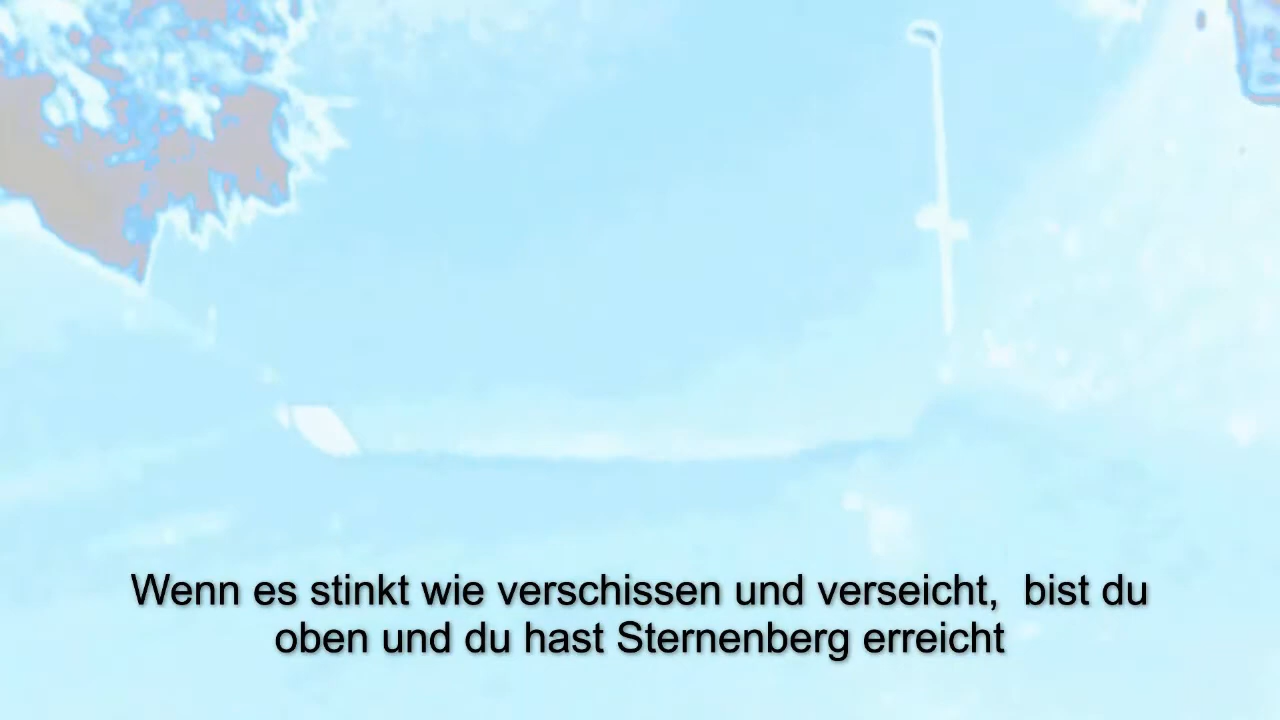 Wenn es stinkt wie verschissen und verseicht,  bist du
oben und du hast Sternenberg erreicht